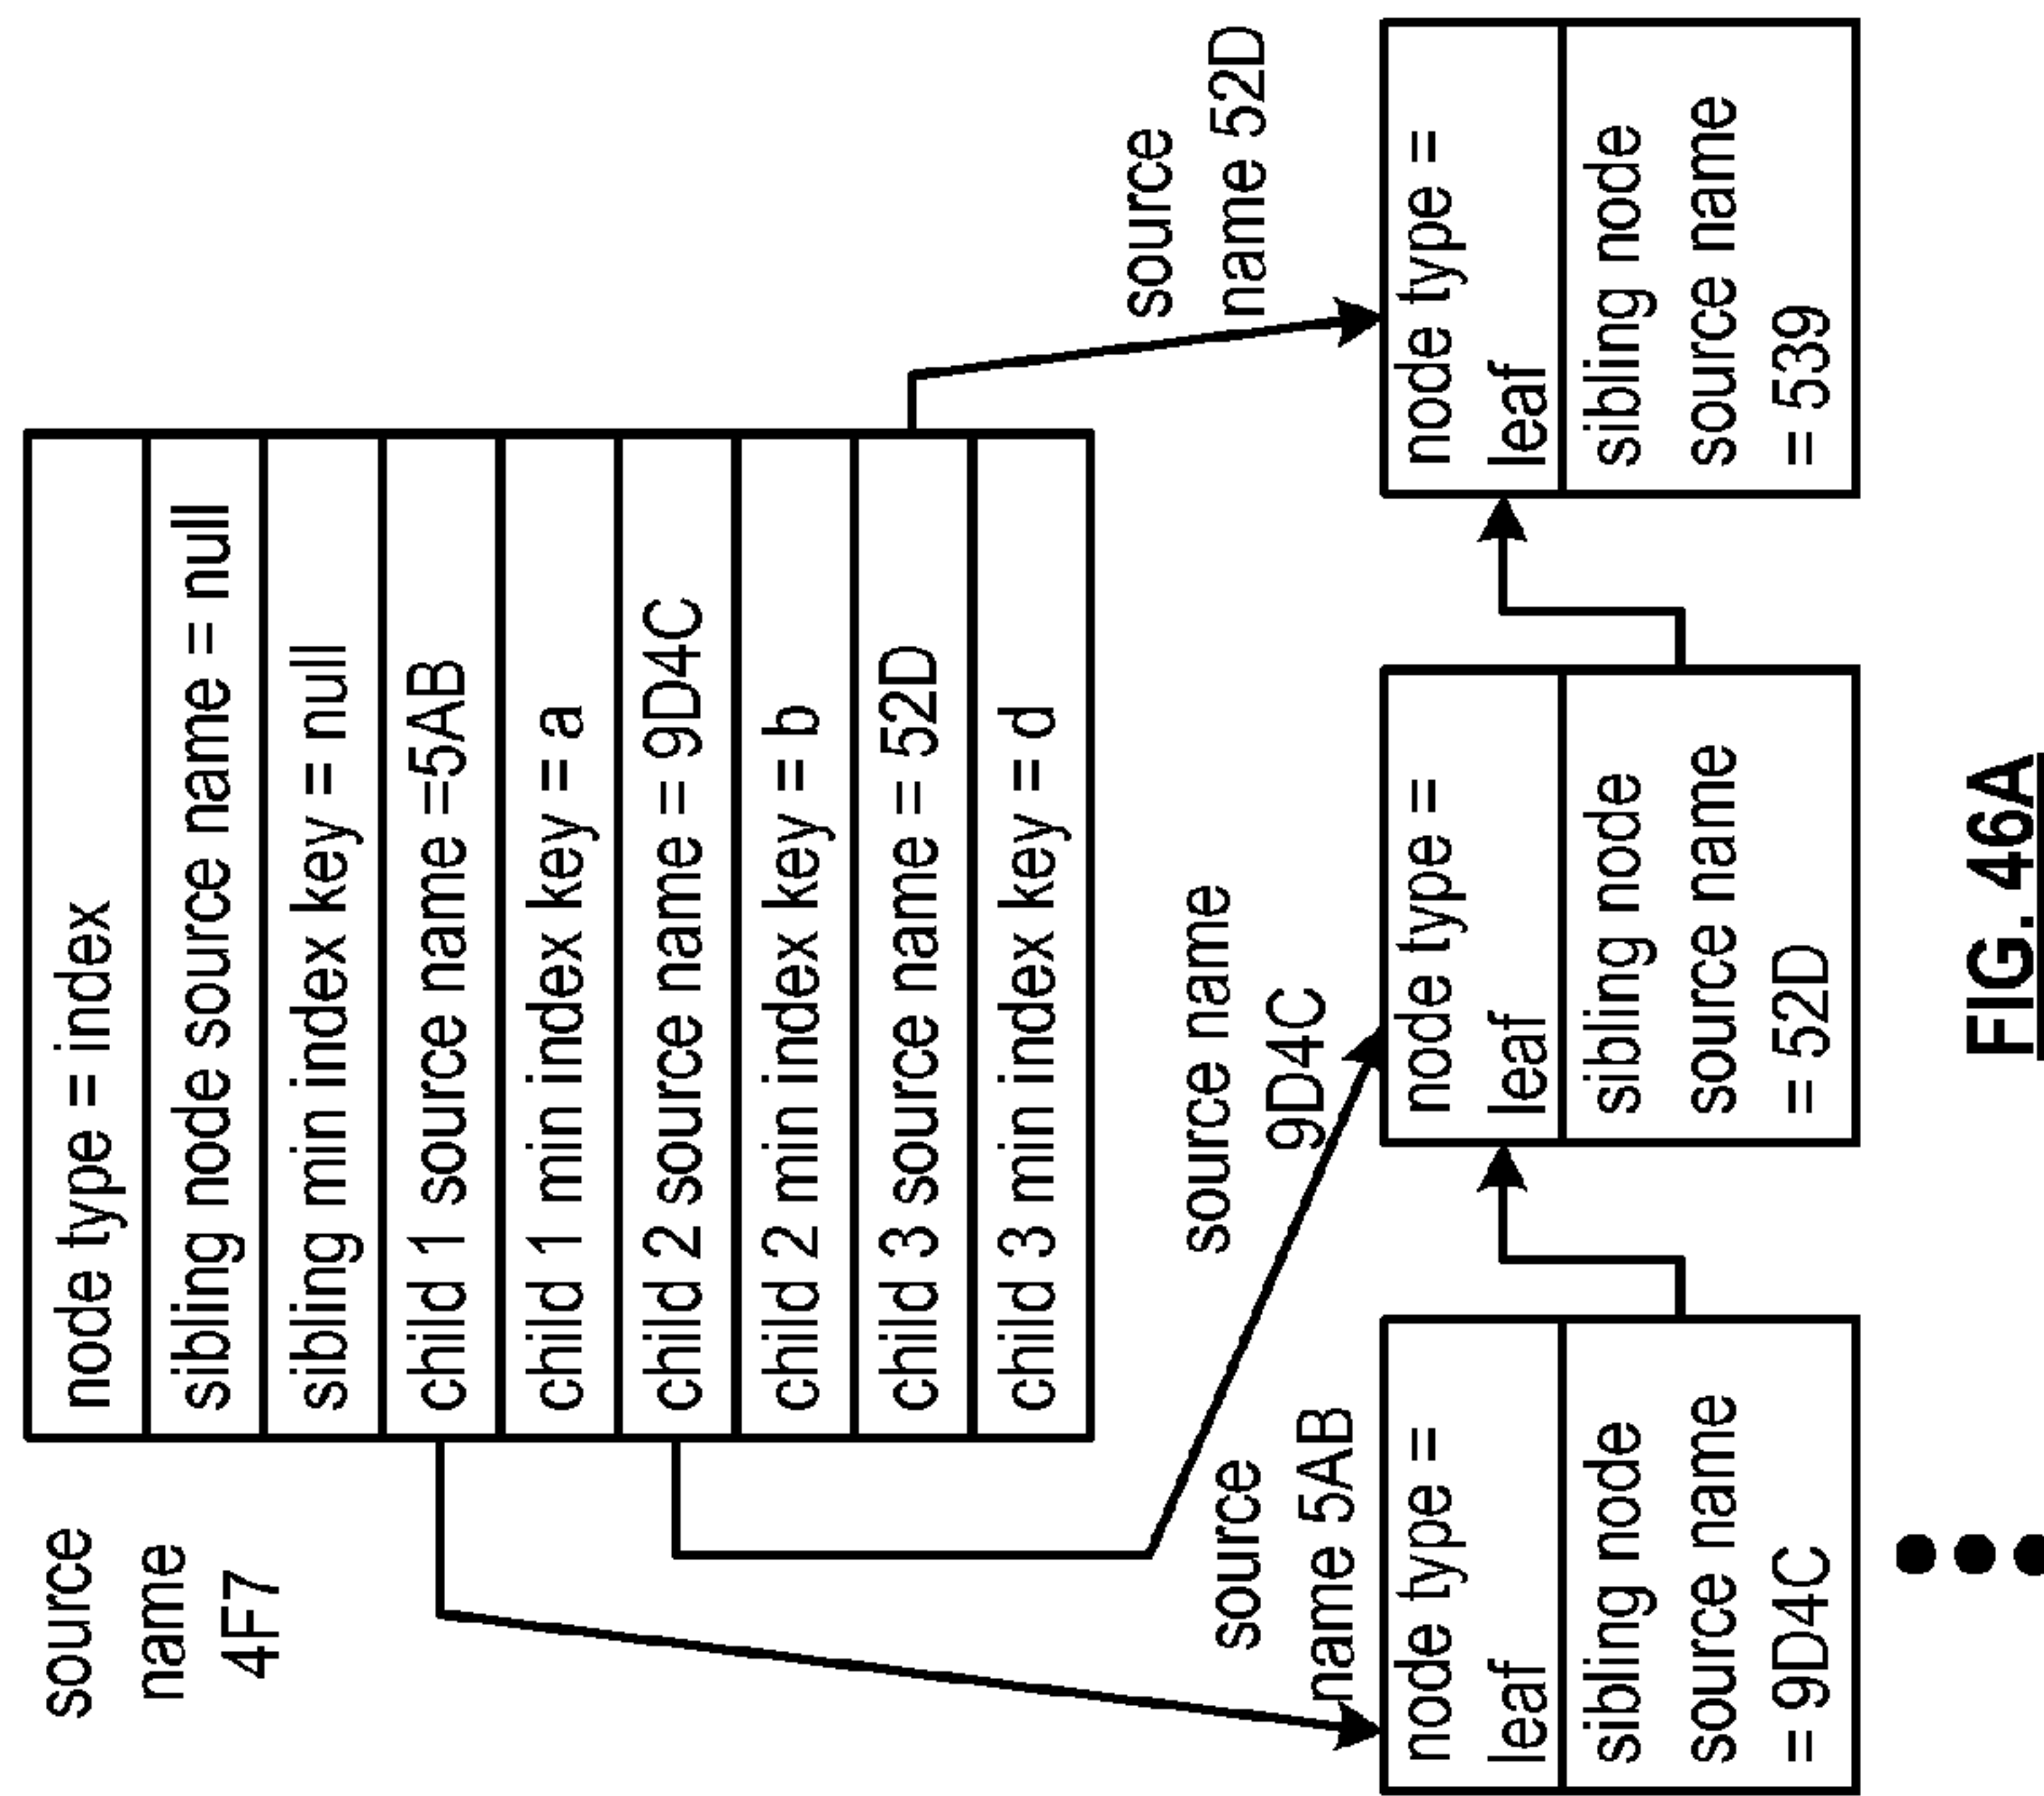 source
name
4F7
node type = index
sibling node source name = null
sibling min index key = null
child 1 source name =5AB
child 1 min index key = a
child 2 source name = 9D4C
child 2 min index key = b
child 3 source name = 52D
child 3 min index key = d
source
name 5AB
node type =
leaf
sibling node
source name
= 9D4C
source name
9D4C
node type =
leaf
sibling node
source name
= 52D
source
name 52D
node type =
leaf
sibling node
source name
= 539
FIG. 46A